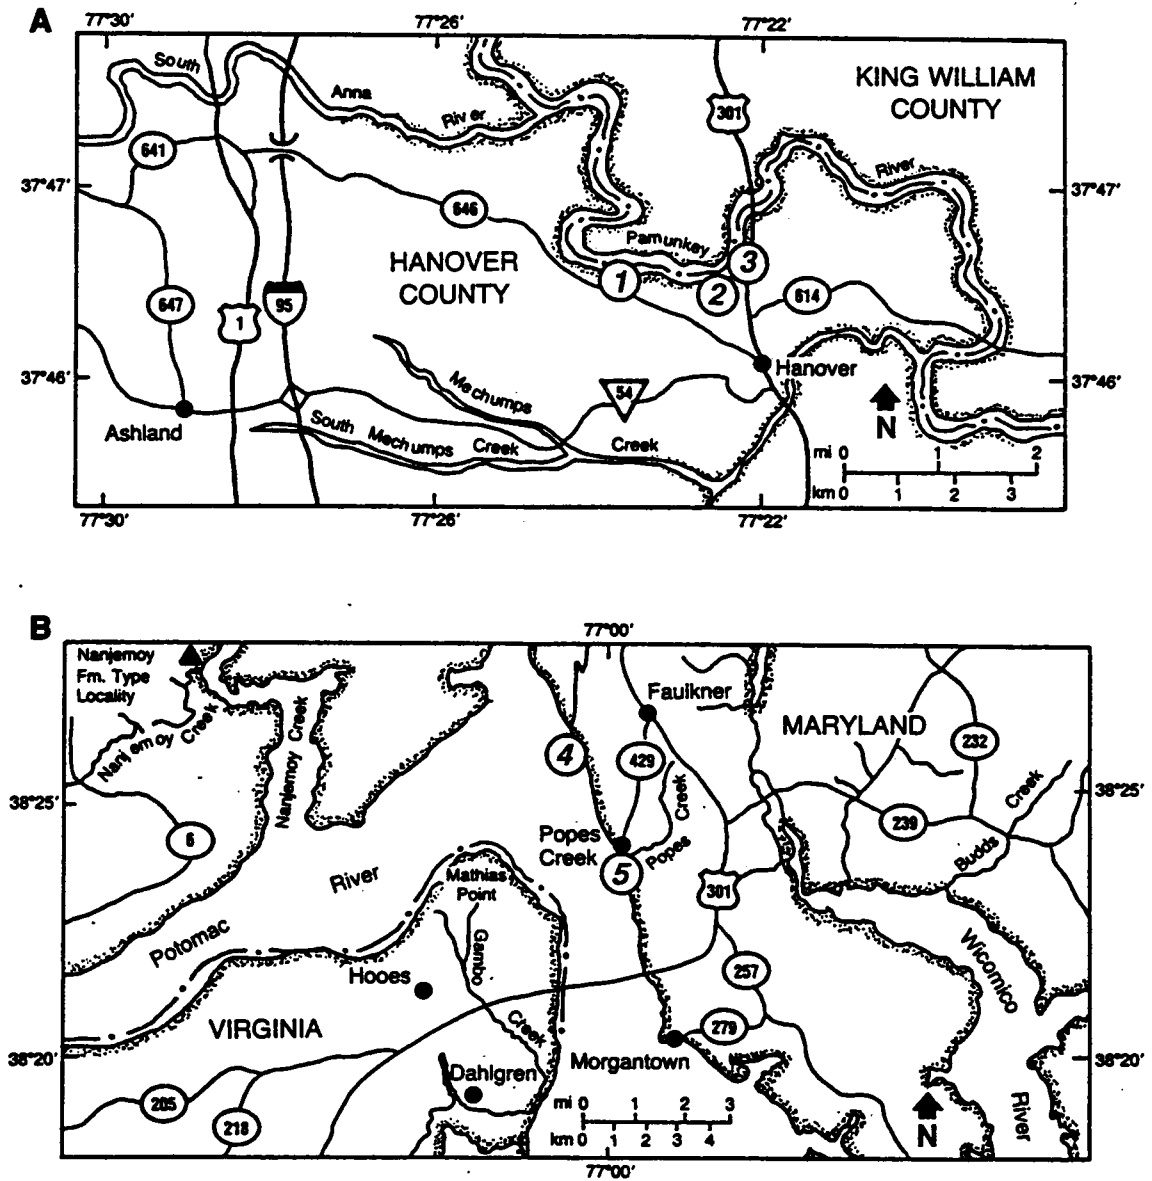 A
77°30′
77°26′
77°22′
South
Anna
River
301
KING WILLIAM
COUNTY
641
River
37°47′
37°47′
646
Pamunkey
HANOVER
COUNTY
1
2
3
647
1
95
614
37°46′
Hanover
37°46′
Mechumps
54
Ashland
South Mechumps Creek
Creek
N
mi 0 1 2
km 0 1 2 3
77°30′
77°26′
77°22′
B
77°00′
Nanjemoy
Fm. Type
Locality
Faulkner
Nanjemoy Creek
Nanjemoy Creek
MARYLAND
232
4
429
38°25′
38°25′
Creek
Creek
239
6
Popes
Creek
Popes
Budds
5
River
Mathias
Point
301
Potomac
Gambo
Wicomico
Hooes
257
VIRGINIA
Creek
279
38°20′
Morgantown
38°20′
Dahlgren
205
218
mi 0 1 2 3
km 0 1 2 3 4
N
River
77°00′